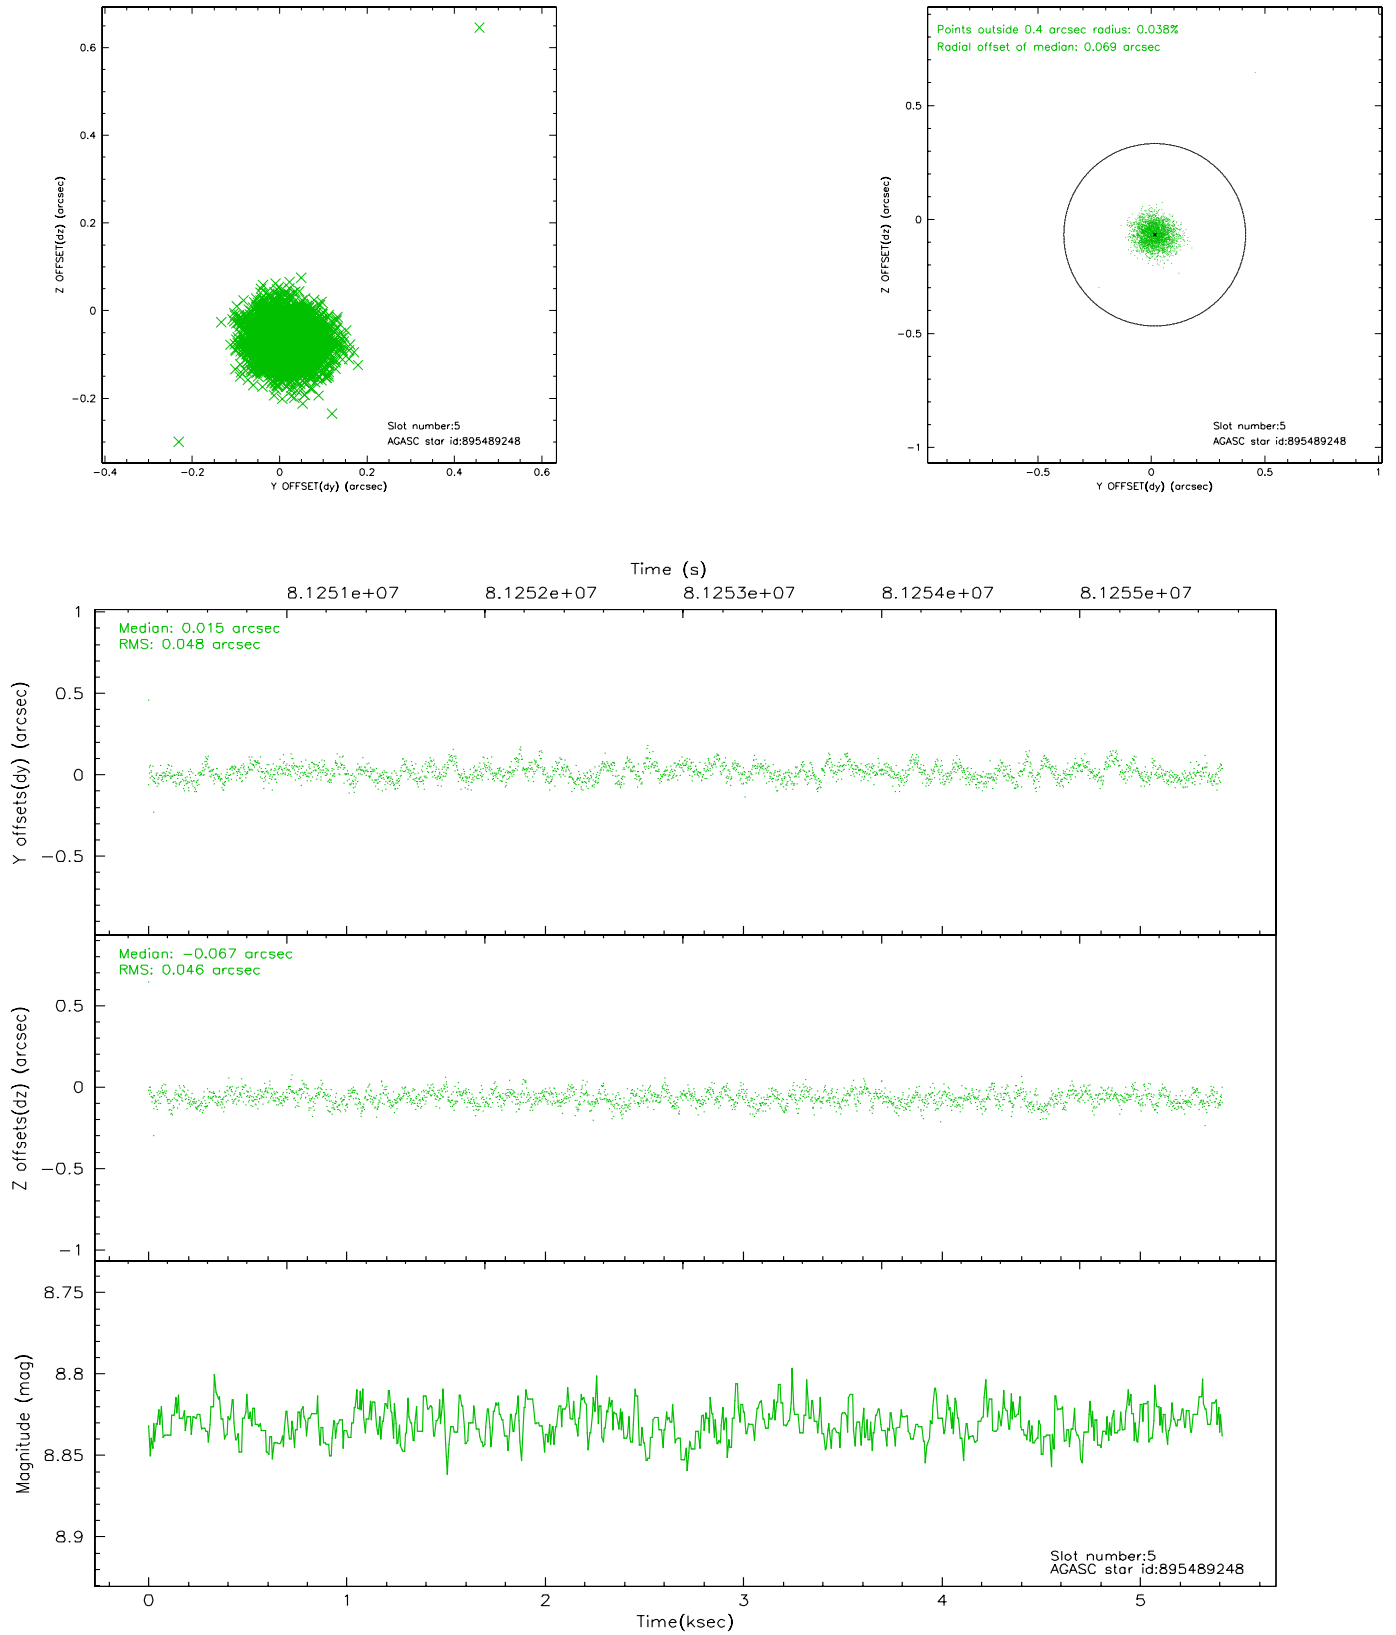 0.6
0.4
0.2
0
−0.2
Z OFFSET(dz) (arcsec)
Slot number:5
AGASC star id:895489248
−0.4 −0.2 0 0.2 0.4 0.6
Y OFFSET(dy) (arcsec)
Points outside 0.4 arcsec radius: 0.038%
Radial offset of median: 0.069 arcsec
0.5
0
−0.5
−1
Z OFFSET(dz) (arcsec)
Slot number:5
AGASC star id:895489248
−0.5 0 0.5 1
Y OFFSET(dy) (arcsec)
Time (s)
8.1251e+07 8.1252e+07 8.1253e+07 8.1254e+07 8.1255e+07
Median: 0.015 arcsec
RMS: 0.048 arcsec
1
0.5
0
−0.5
Y offsets(dy) (arcsec)
Median: −0.067 arcsec
RMS: 0.046 arcsec
0.5
0
−0.5
−1
Z offsets(dz) (arcsec)
8.75
8.8
8.85
8.9
Magnitude (mag)
Slot number:5
AGASC star id:895489248
0 1 2 3 4 5
Time(ksec)